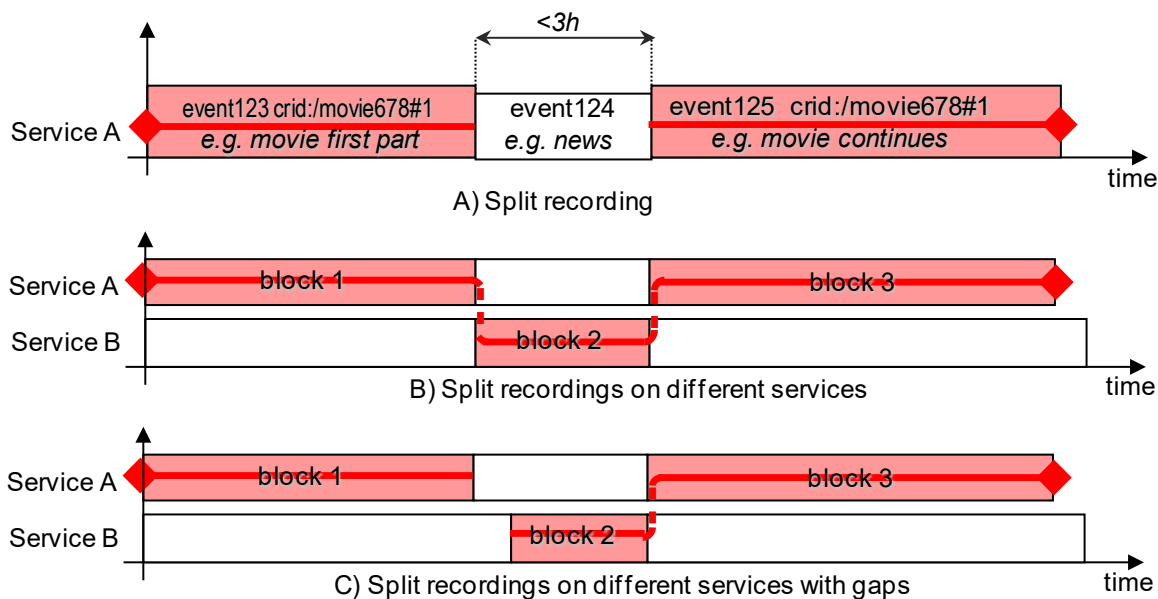 <3h
event123 crid:/movie678#1
event124
event125 crid:/movie678#1
Service A
e.g. movie first part
e.g. news
e.g. movie continues
time
A) Split recording
Service A
block 1
block 3
Service B
block 2
time
B) Split recordings on different services
Service A
block 1
block 3
Service B
block 2
time
C) Split recordings on different services with gaps